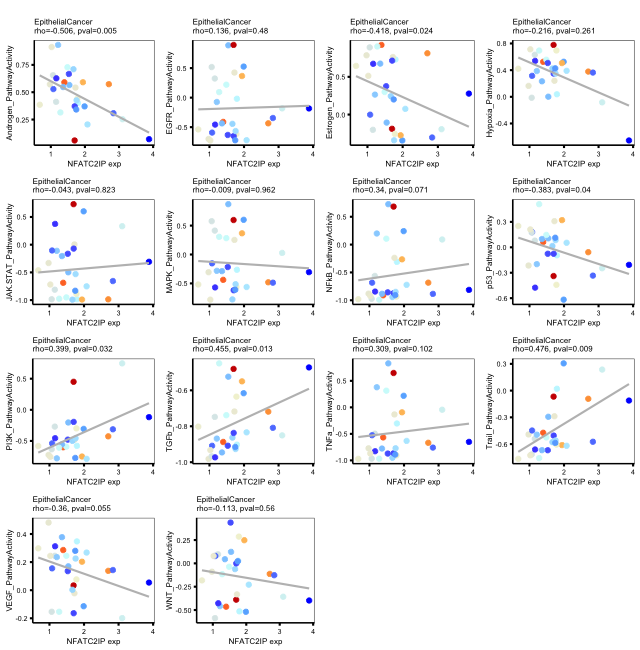 EpithelialCancer
rho=-0.506, pval=0.005
Androgen_PathwayActivity
0.75
0.50
0.25
1 2 3 4
NFATC2IP exp
EpithelialCancer
rho=0.136, pval=0.48
EGFR_PathwayActivity
0.5
0.0
-0.5
1 2 3 4
NFATC2IP exp
EpithelialCancer
rho=-0.418, pval=0.024
Estrogen_PathwayActivity
0.5
0.0
1 2 3 4
NFATC2IP exp
EpithelialCancer
rho=-0.216, pval=0.261
Hypoxia_PathwayActivity
0.8
0.4
0.0
-0.4
1 2 3 4
NFATC2IP exp
EpithelialCancer
rho=-0.043, pval=0.823
JAK-STAT_PathwayActivity
0.5
0.0
-0.5
-1.0
1 2 3 4
NFATC2IP exp
EpithelialCancer
rho=-0.009, pval=0.962
MAPK_PathwayActivity
0.5
0.0
-0.5
1 2 3 4
NFATC2IP exp
EpithelialCancer
rho=0.34, pval=0.071
NFkB_PathwayActivity
0.5
0.0
-0.5
-1.0
1 2 3 4
NFATC2IP exp
EpithelialCancer
rho=-0.383, pval=0.04
p53_PathwayActivity
0.3
0.0
-0.3
-0.6
1 2 3 4
NFATC2IP exp
EpithelialCancer
rho=0.399, pval=0.032
PI3K_PathwayActivity
0.5
0.0
-0.5
1 2 3 4
NFATC2IP exp
EpithelialCancer
rho=0.455, pval=0.013
TGFb_PathwayActivity
-0.6
-0.8
-1.0
1 2 3 4
NFATC2IP exp
EpithelialCancer
rho=0.309, pval=0.102
TNFa_PathwayActivity
0.5
0.0
-0.5
-1.0
1 2 3 4
NFATC2IP exp
EpithelialCancer
rho=0.476, pval=0.009
Trail_PathwayActivity
0.3
0.0
-0.3
-0.6
1 2 3 4
NFATC2IP exp
EpithelialCancer
rho=-0.36, pval=0.055
VEGF_PathwayActivity
0.4
0.2
0.0
-0.2
1 2 3 4
NFATC2IP exp
EpithelialCancer
rho=-0.113, pval=0.56
WNT_PathwayActivity
0.25
0.00
-0.25
-0.50
1 2 3 4
NFATC2IP exp